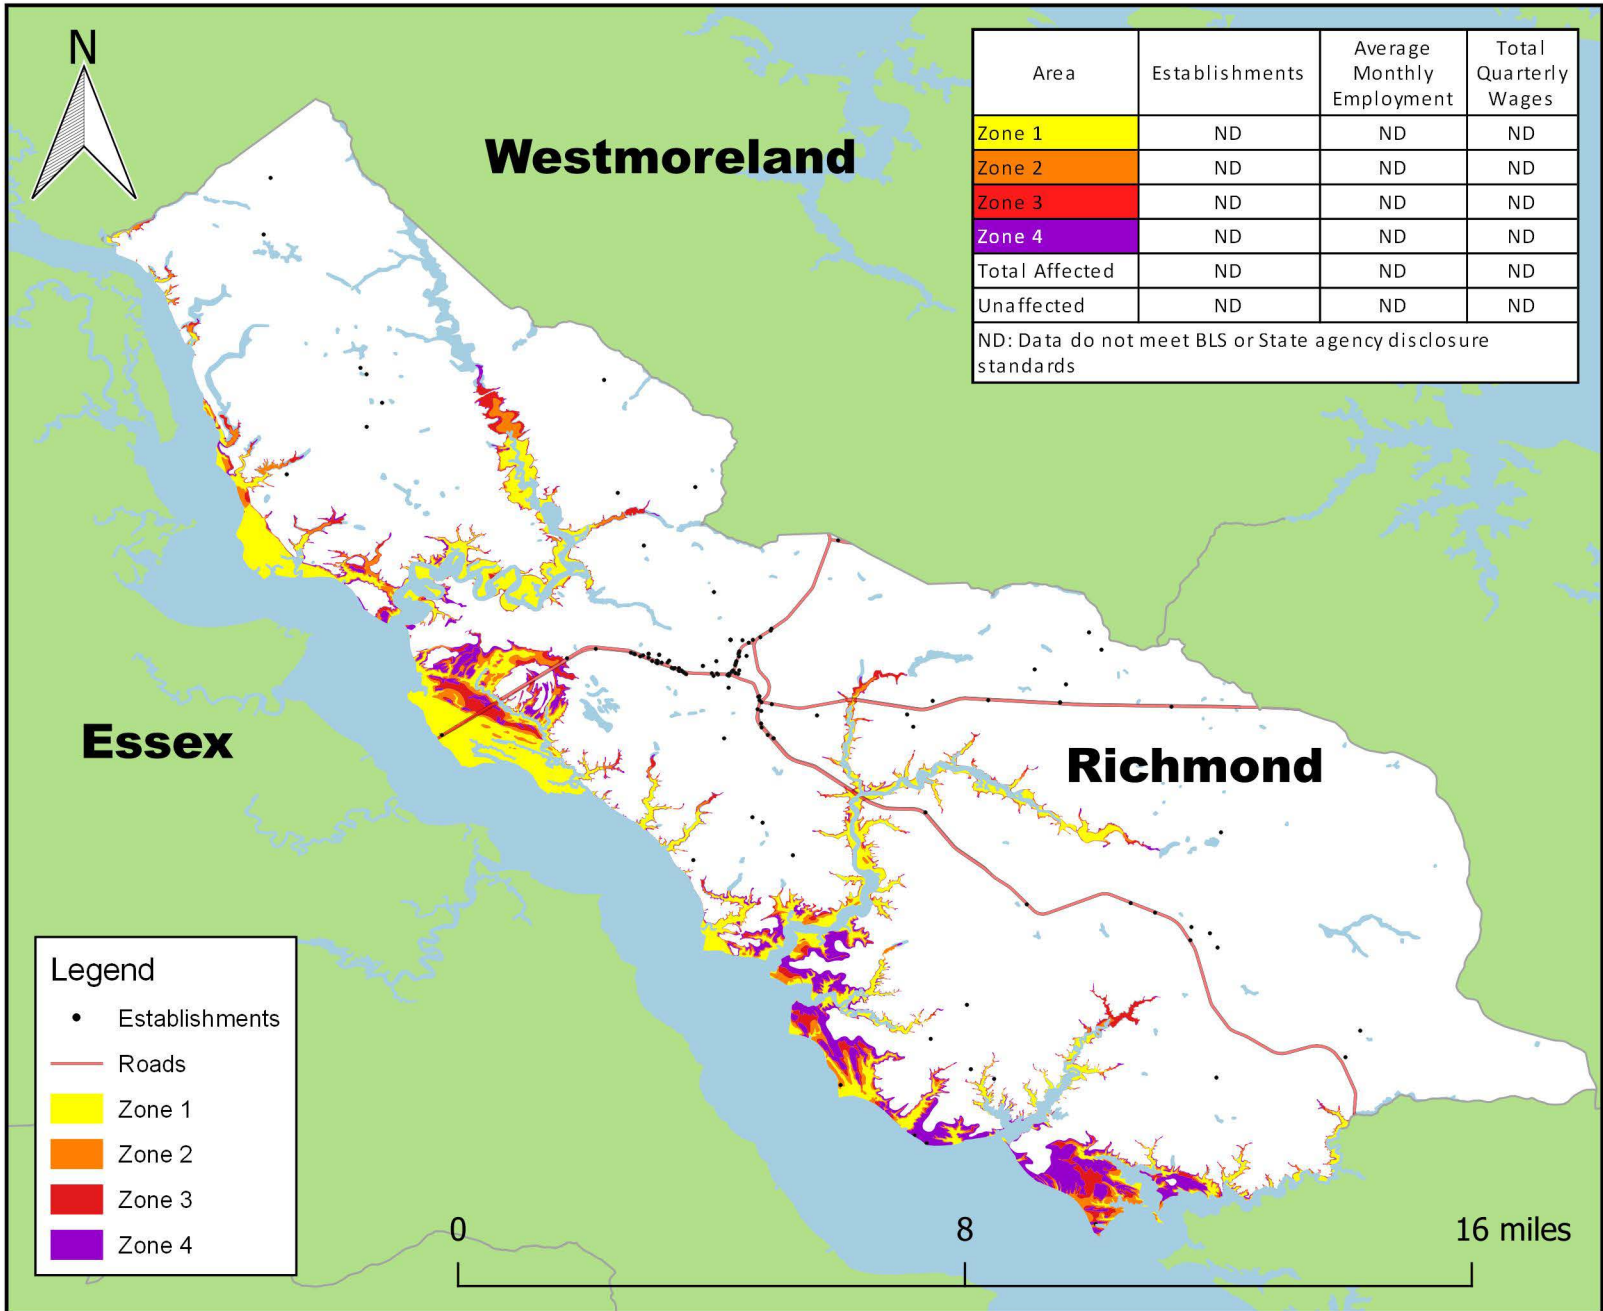 N
Westmoreland
Area
Establishments
Average
Monthly
Employment
Total
Quarterly
Wages
Zone 1 ND ND ND
Zone 2 ND ND ND
Zone 3 ND ND ND
Zone 4 ND ND ND
Total Affected ND ND ND
Unaffected ND ND ND
ND: Data do not meet BLS or State agency disclosure
standards
Essex
Richmond
Legend
Establishments
Roads
Zone 1
Zone 2
Zone 3
Zone 4
0 8 16 miles